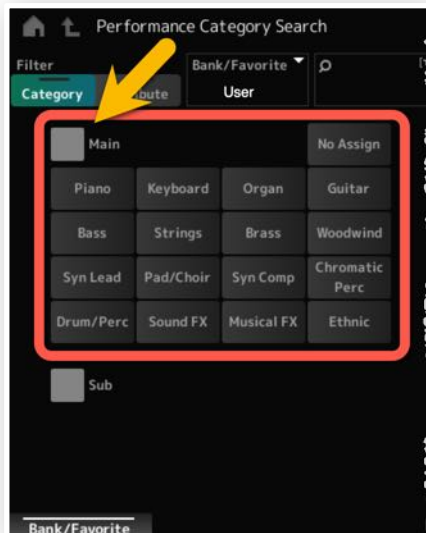 Performance Category Search
Filter
Bank/Favorite
Category
bute
User
Main
No Assign
Piano Keyboard Organ Guitar
Bass Strings Brass Woodwind
Syn Lead Pad/Choir Syn Comp Chromatic
Perc
Drum/Perc Sound FX Musical FX Ethnic
Sub
Bank/Favorite